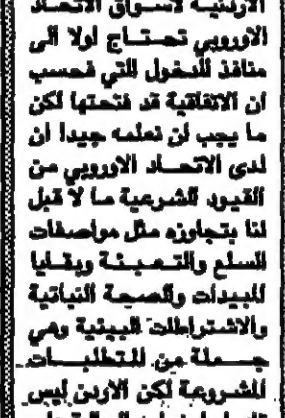 الاردنية لاسواق الاتحاد
الاوروبي تحتاج اولا الى
منافذ للدخول التي فحسب
ان الاتفاقية قد فتحتها لكن
ما يجب ان نعلمه جيدا ان
لدى الاتحاد الاوروبي من
القيود الشرعية ما لا قبل
لنا بتجاوزه مثل مواصفات
السلع والتعبئة وبقايا
المبيدات والصحة النباتية
والاشتراطات البيئية وهي
جملة من المتطلبات
المشروعة لكن الاردن ليس